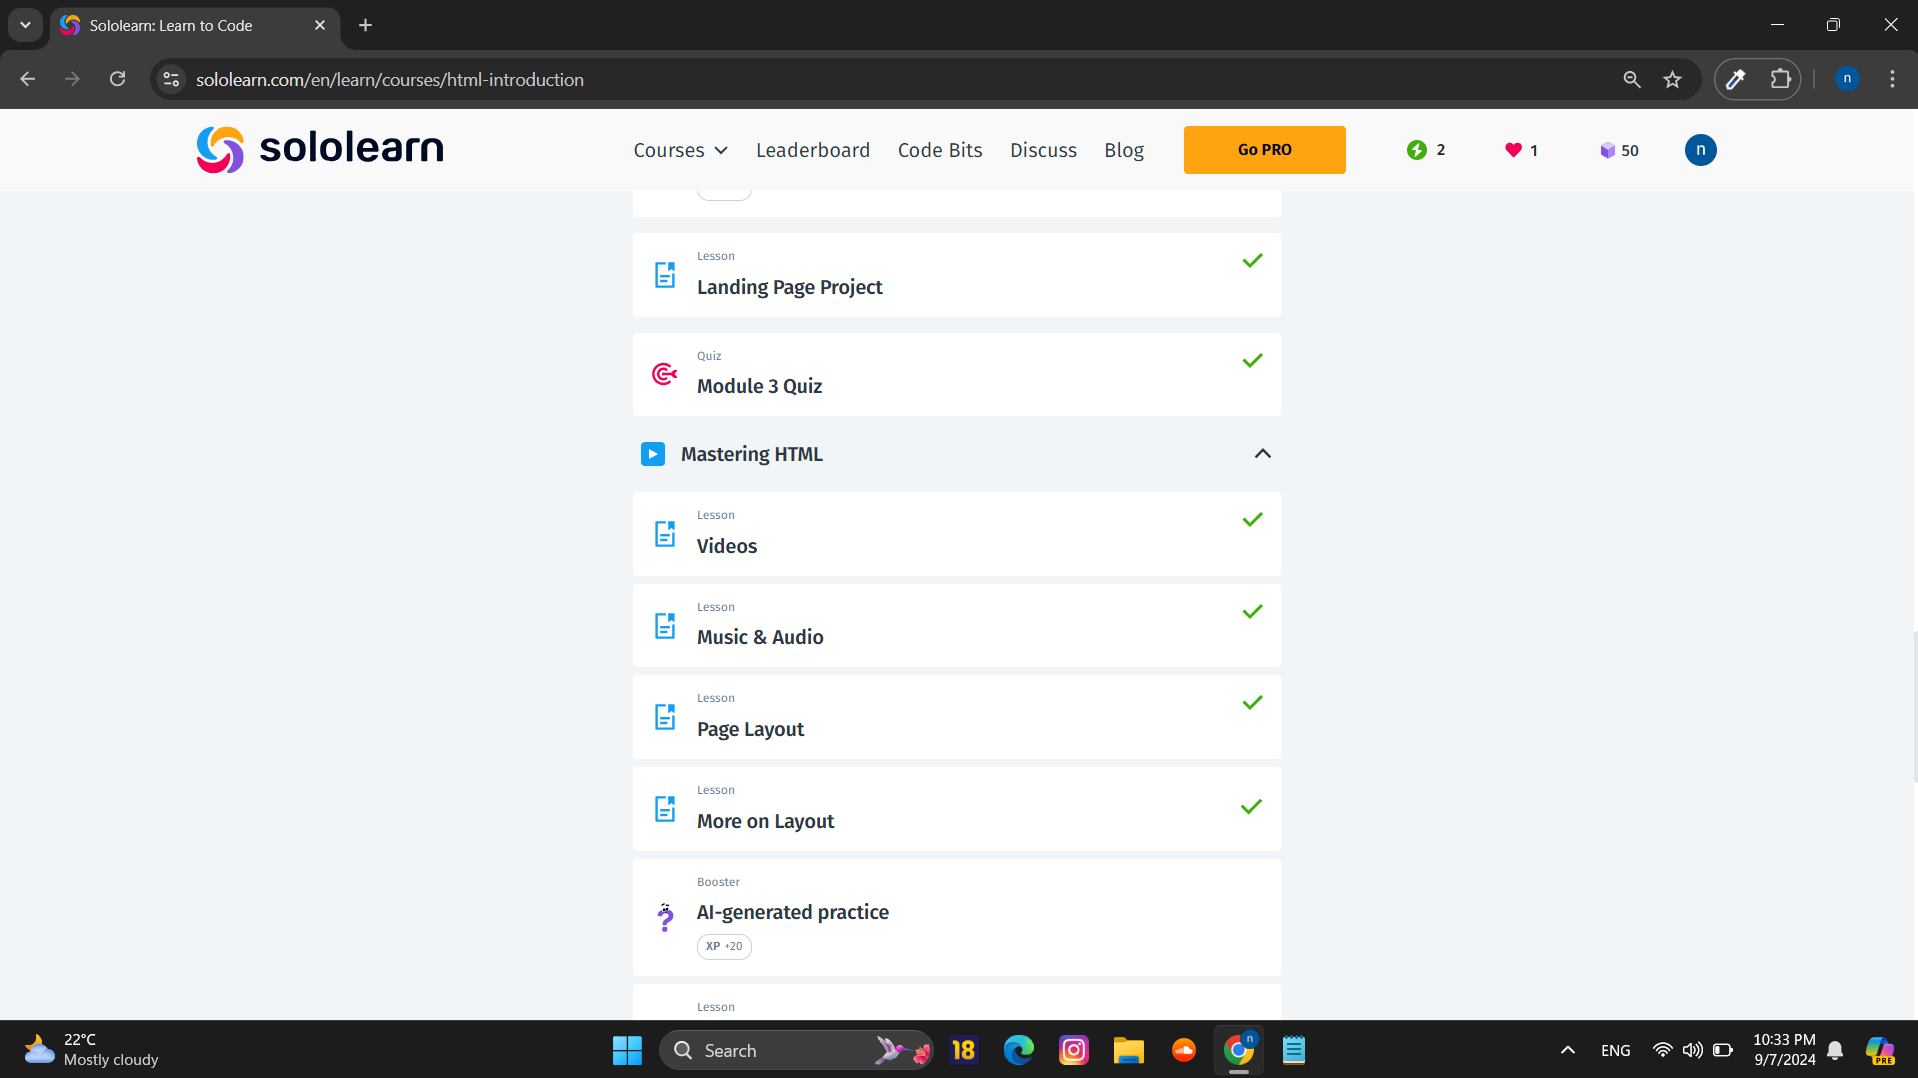 Sololearn: Learn to Code
sololearn.com/en/learn/courses/html-introduction
n
sololearn
Courses
Leaderboard
Code Bits
Discuss
Blog
Go PRO
2
1
50
n
Lesson
Landing Page Project
Quiz
Module 3 Quiz
Mastering HTML
Lesson
Videos
Lesson
Music & Audio
Lesson
Page Layout
Lesson
More on Layout
Booster
AI-generated practice
XP +20
Lesson
22°C
Mostly cloudy
Search
18
n
ENG
10:33 PM
9/7/2024
PRE